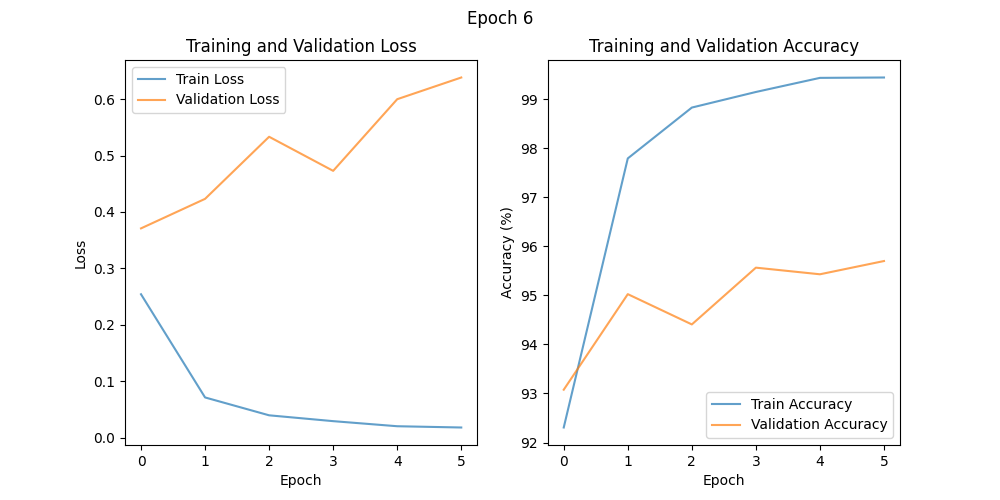 Epoch 6
Training and Validation Loss
Train Loss
Validation Loss
0.6
0.5
0.4
0.3
0.2
0.1
0.0
Loss
0 1 2 3 4 5
Epoch
Training and Validation Accuracy
99
98
97
96
95
94
93
92
Accuracy (%)
Train Accuracy
Validation Accuracy
0 1 2 3 4 5
Epoch